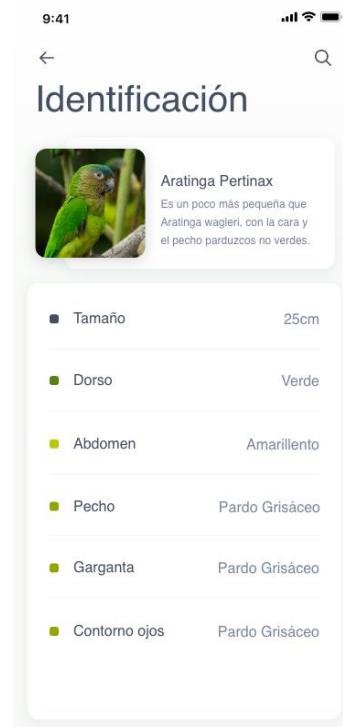 9:41
Identificación
Aratinga Pertinax
Es un poco más pequeña que
Aratinga wagleri, con la cara y
el pecho parduzcos no verdes.
Tamaño 25cm
Dorso Verde
Abdomen Amarillento
Pecho Pardo Grisáceo
Garganta Pardo Grisáceo
Contorno ojos Pardo Grisáceo